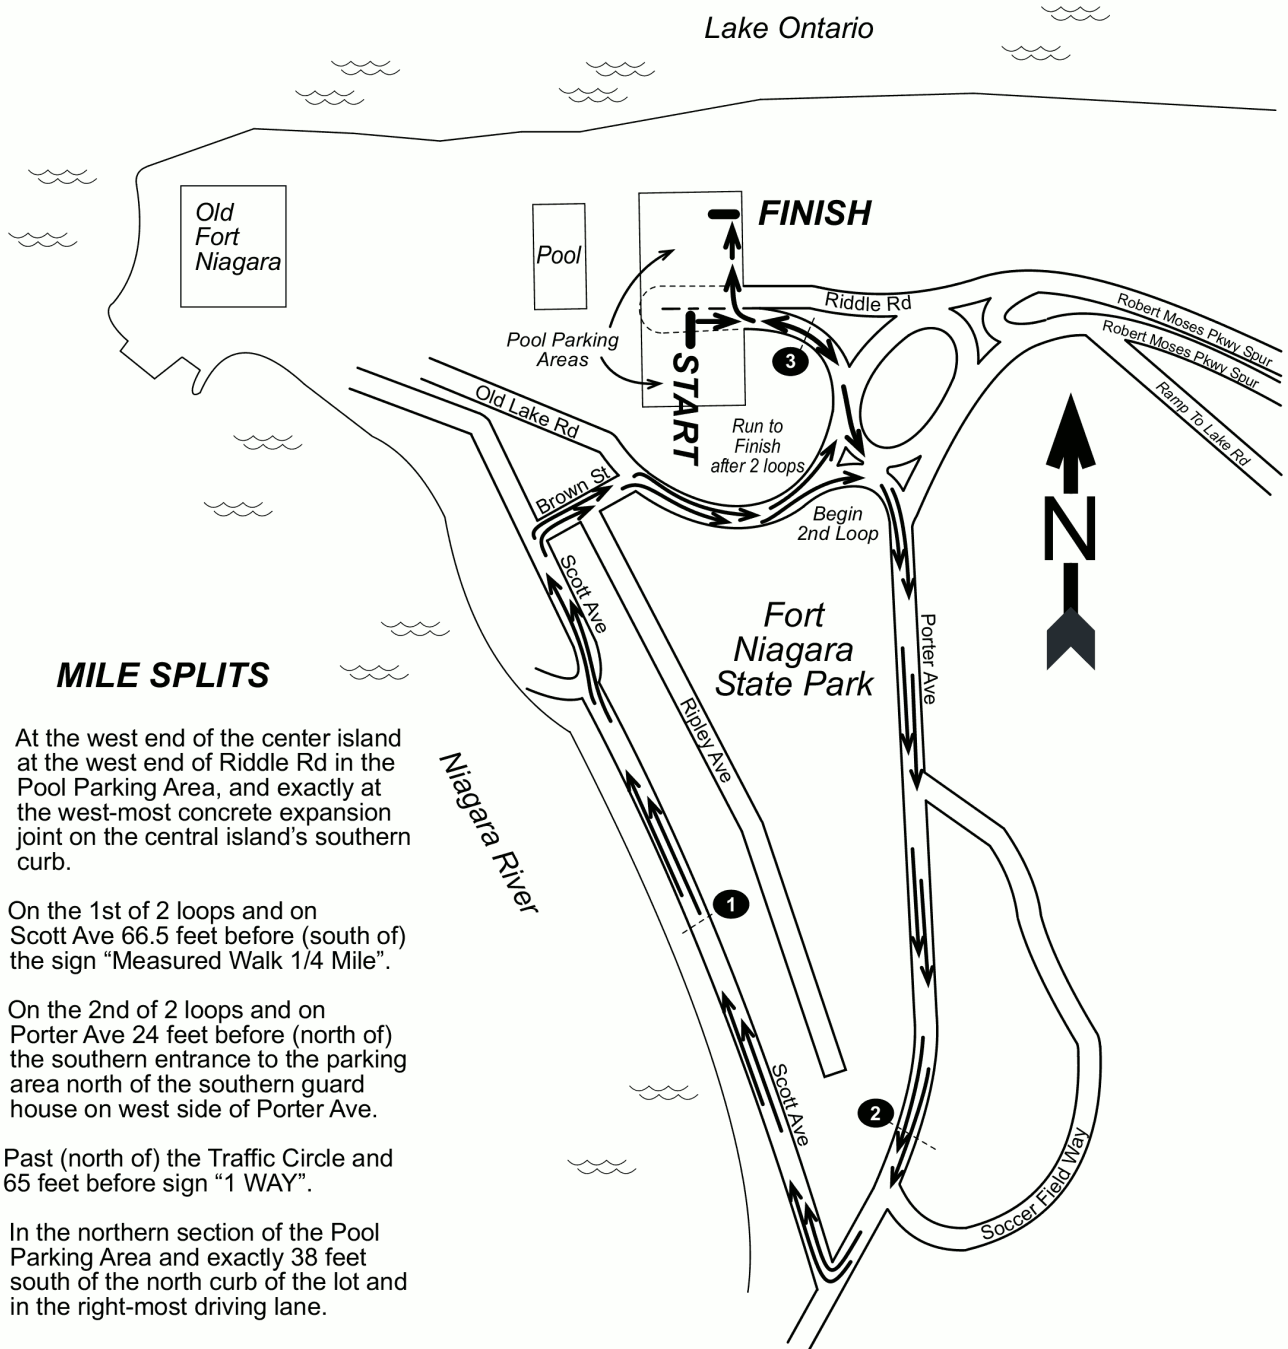 Lake Ontario
Old
Fort
Niagara
Pool
FINISH
Riddle Rd
Robert Moses Pkwy Spur
Robert Moses Pkwy Spur
Ramp To Lake Rd
Pool Parking
Areas
START
3
Old Lake Rd
Run to
Finish
after 2 loops
Brown St
Begin
2nd Loop
N
Scott Ave
Fort
Niagara
State Park
Porter Ave
Ripley Ave
Niagara River
1
Scott Ave
2
Soccer Field Way
MILE SPLITS
At the west end of the center island
at the west end of Riddle Rd in the
Pool Parking Area, and exactly at
the west-most concrete expansion
joint on the central island’s southern
curb.
On the 1st of 2 loops and on
Scott Ave 66.5 feet before (south of)
the sign “Measured Walk 1/4 Mile”.
On the 2nd of 2 loops and on
Porter Ave 24 feet before (north of)
the southern entrance to the parking
area north of the southern guard
house on west side of Porter Ave.
Past (north of) the Traffic Circle and
65 feet before sign “1 WAY”.
In the northern section of the Pool
Parking Area and exactly 38 feet
south of the north curb of the lot and
in the right-most driving lane.